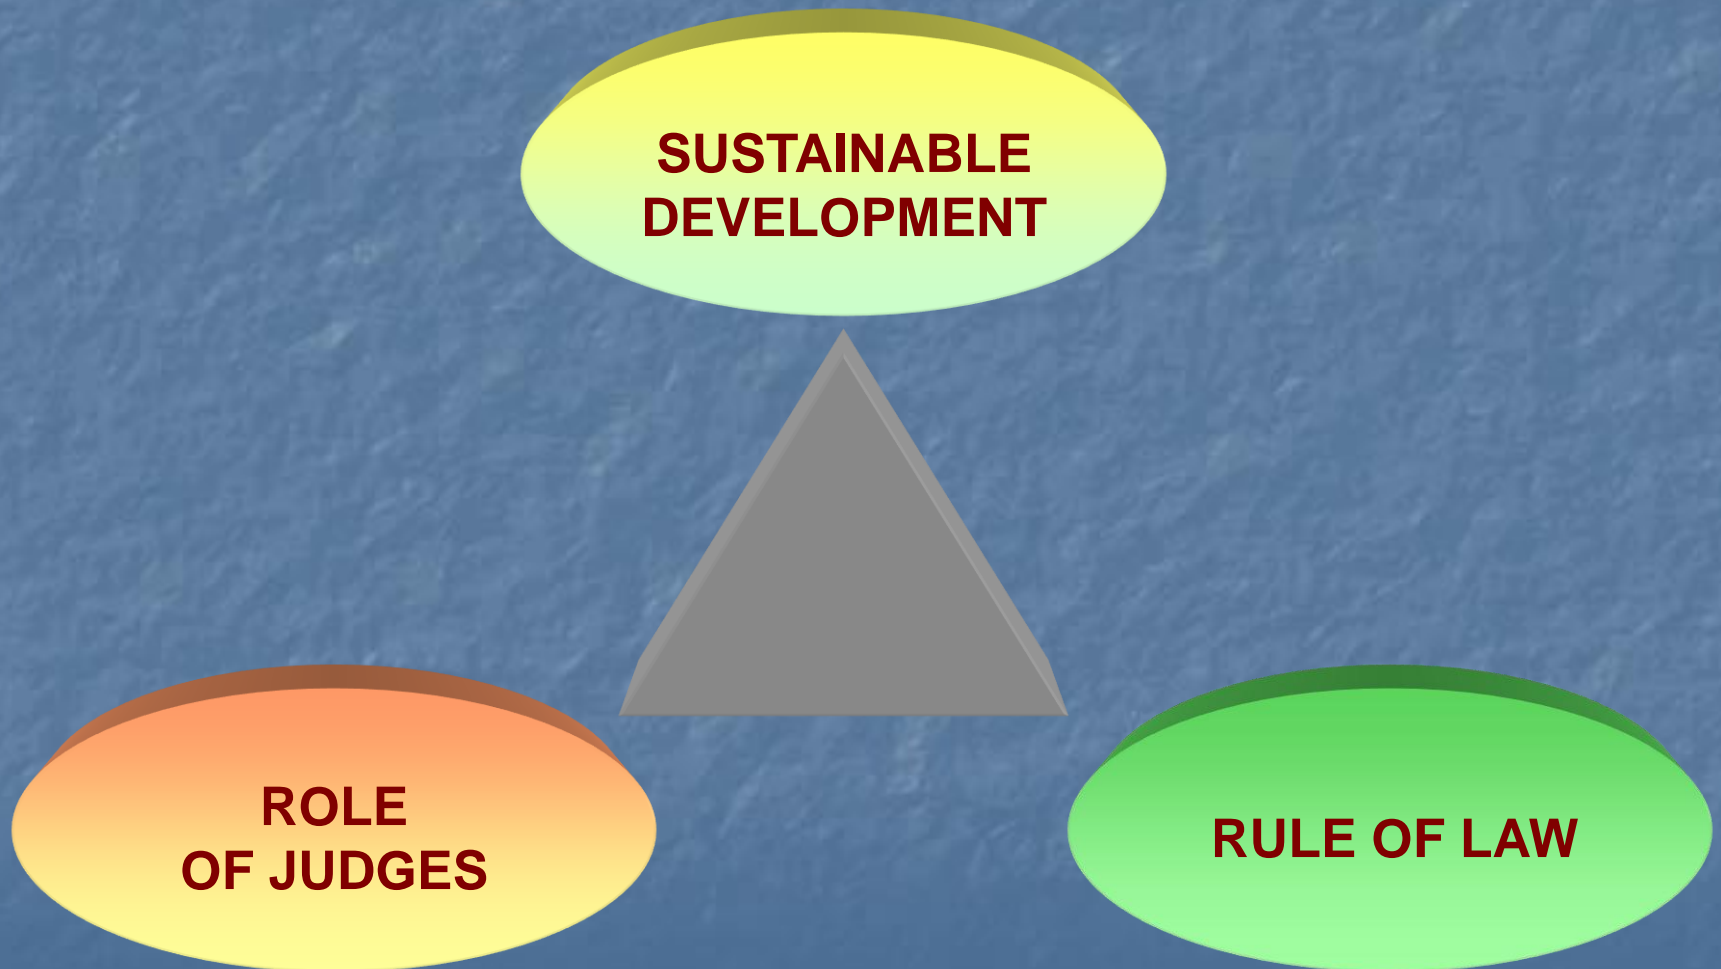 SUSTAINABLE
DEVELOPMENT
ROLE
OF JUDGES
RULE OF LAW